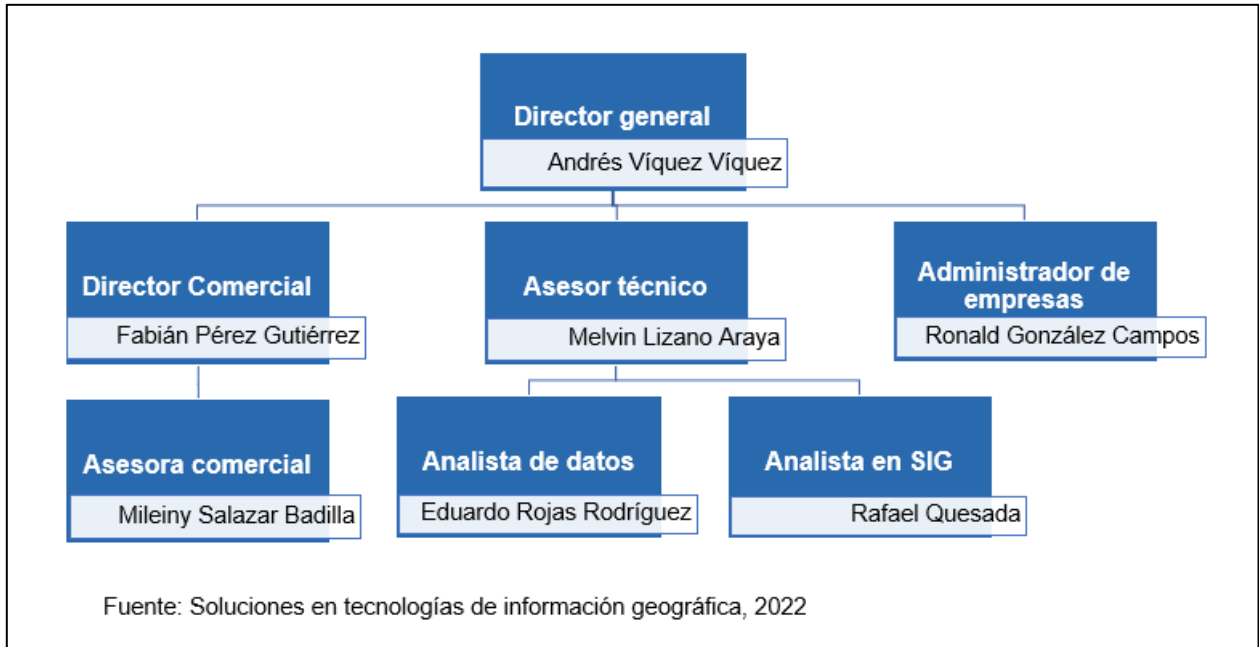 Director general
Andrés Víquez Víquez
Director Comercial
Fabián Pérez Gutiérrez
Asesor técnico
Melvin Lizano Araya
Administrador de
empresas
Ronald González Campos
Asesora comercial
Mileiny Salazar Badilla
Analista de datos
Eduardo Rojas Rodríguez
Analista en SIG
Rafael Quesada
Fuente: Soluciones en tecnologías de información geográfica, 2022